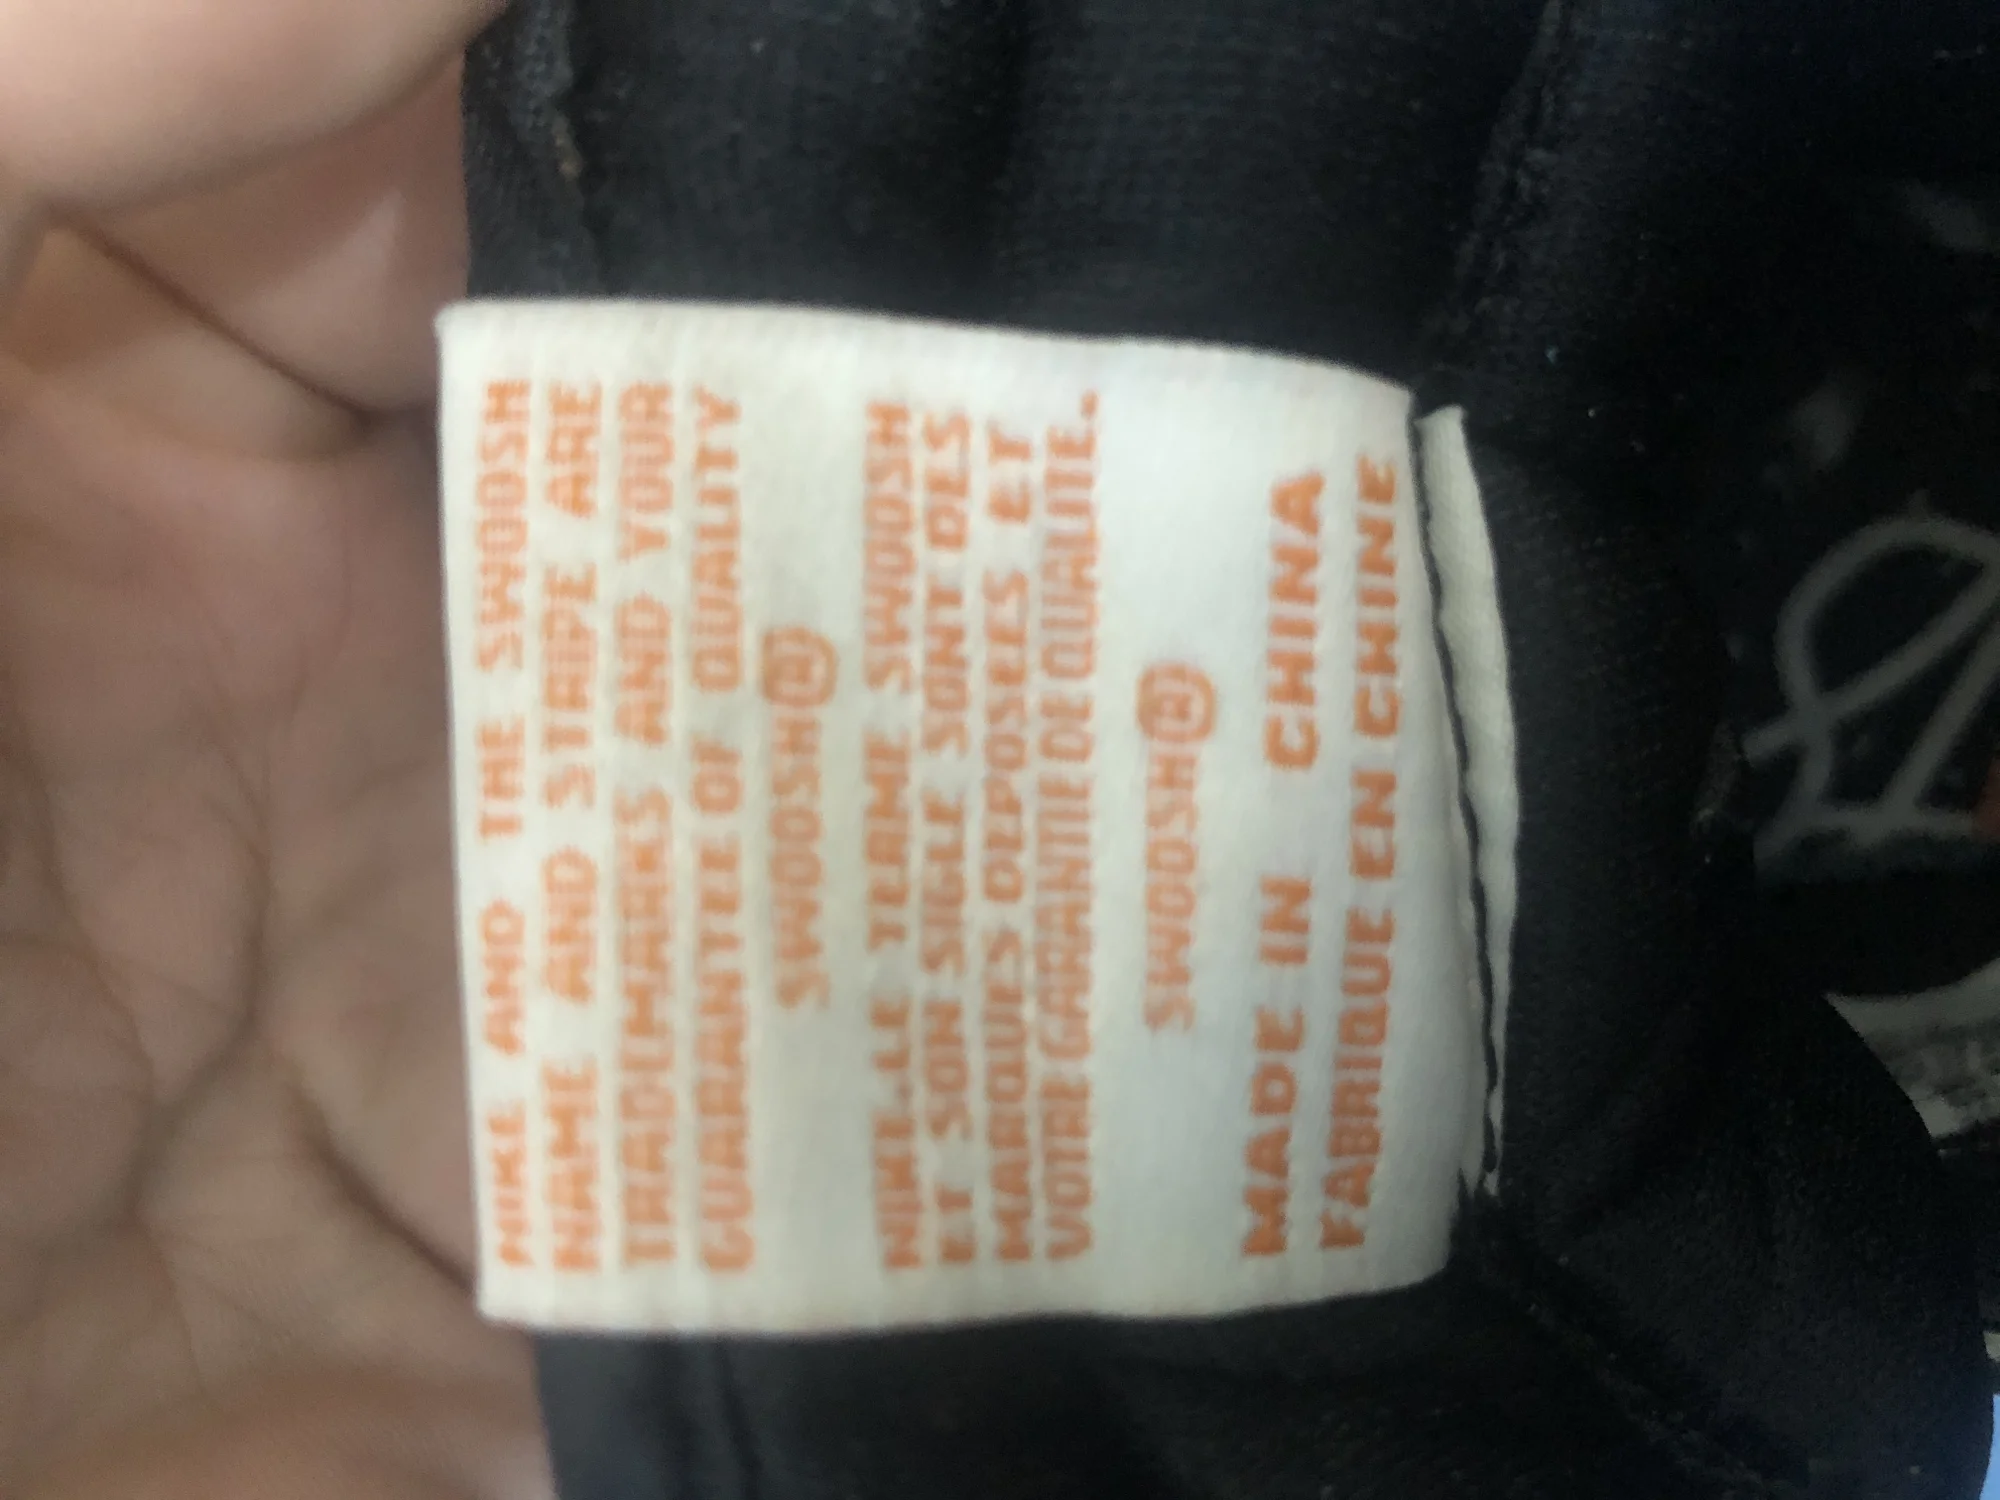 NIKE AND THE SWOOSH
NAME AND STRIPE ARE
TRADEMARKS AND YOUR
GUARANTEE OF QUALITY
SWOOSH®
NIKE.LE TERME SWOOSH
ET SON SIGLE SONT DES
MARQUES DEPOSEES ET
VOTRE GARANTIE DE QUALITE.
SWOOSH®
MADE IN CHINA
FABRIQUE EN CHINE